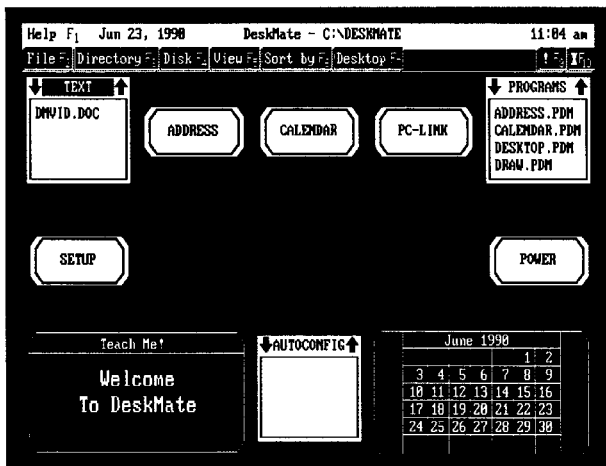 Help F1 Jun 23, 1990 DeskMate - C:\DESKMATE 11:04 am
File F2 Directory F3 Disk F4 View F5 Sort by F6 Desktop F7 ! F9 F10
TEXT
DMVID.DOC
ADDRESS
CALENDAR
PC-LINK
PROGRAMS
ADDRESS.PDM
CALENDAR.PDM
DESKTOP.PDM
DRAW.PDM
SETUP
POWER
Teach Me!
Welcome
To DeskMate
AUTOCONFIG
June 1990
1 2
3 4 5 6 7 8 9
10 11 12 13 14 15 16
17 18 19 20 21 22 23
24 25 26 27 28 29 30